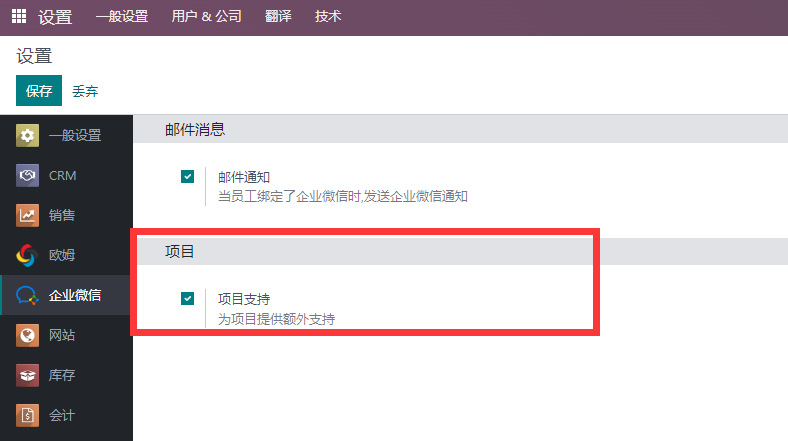 设置 一般设置 用户 & 公司 翻译 技术
设置
保存 丢弃
一般设置
CRM
销售
欧姆
企业微信
网站
库存
会计
邮件消息
邮件通知
当员工绑定了企业微信时,发送企业微信通知
项目
项目支持
为项目提供额外支持